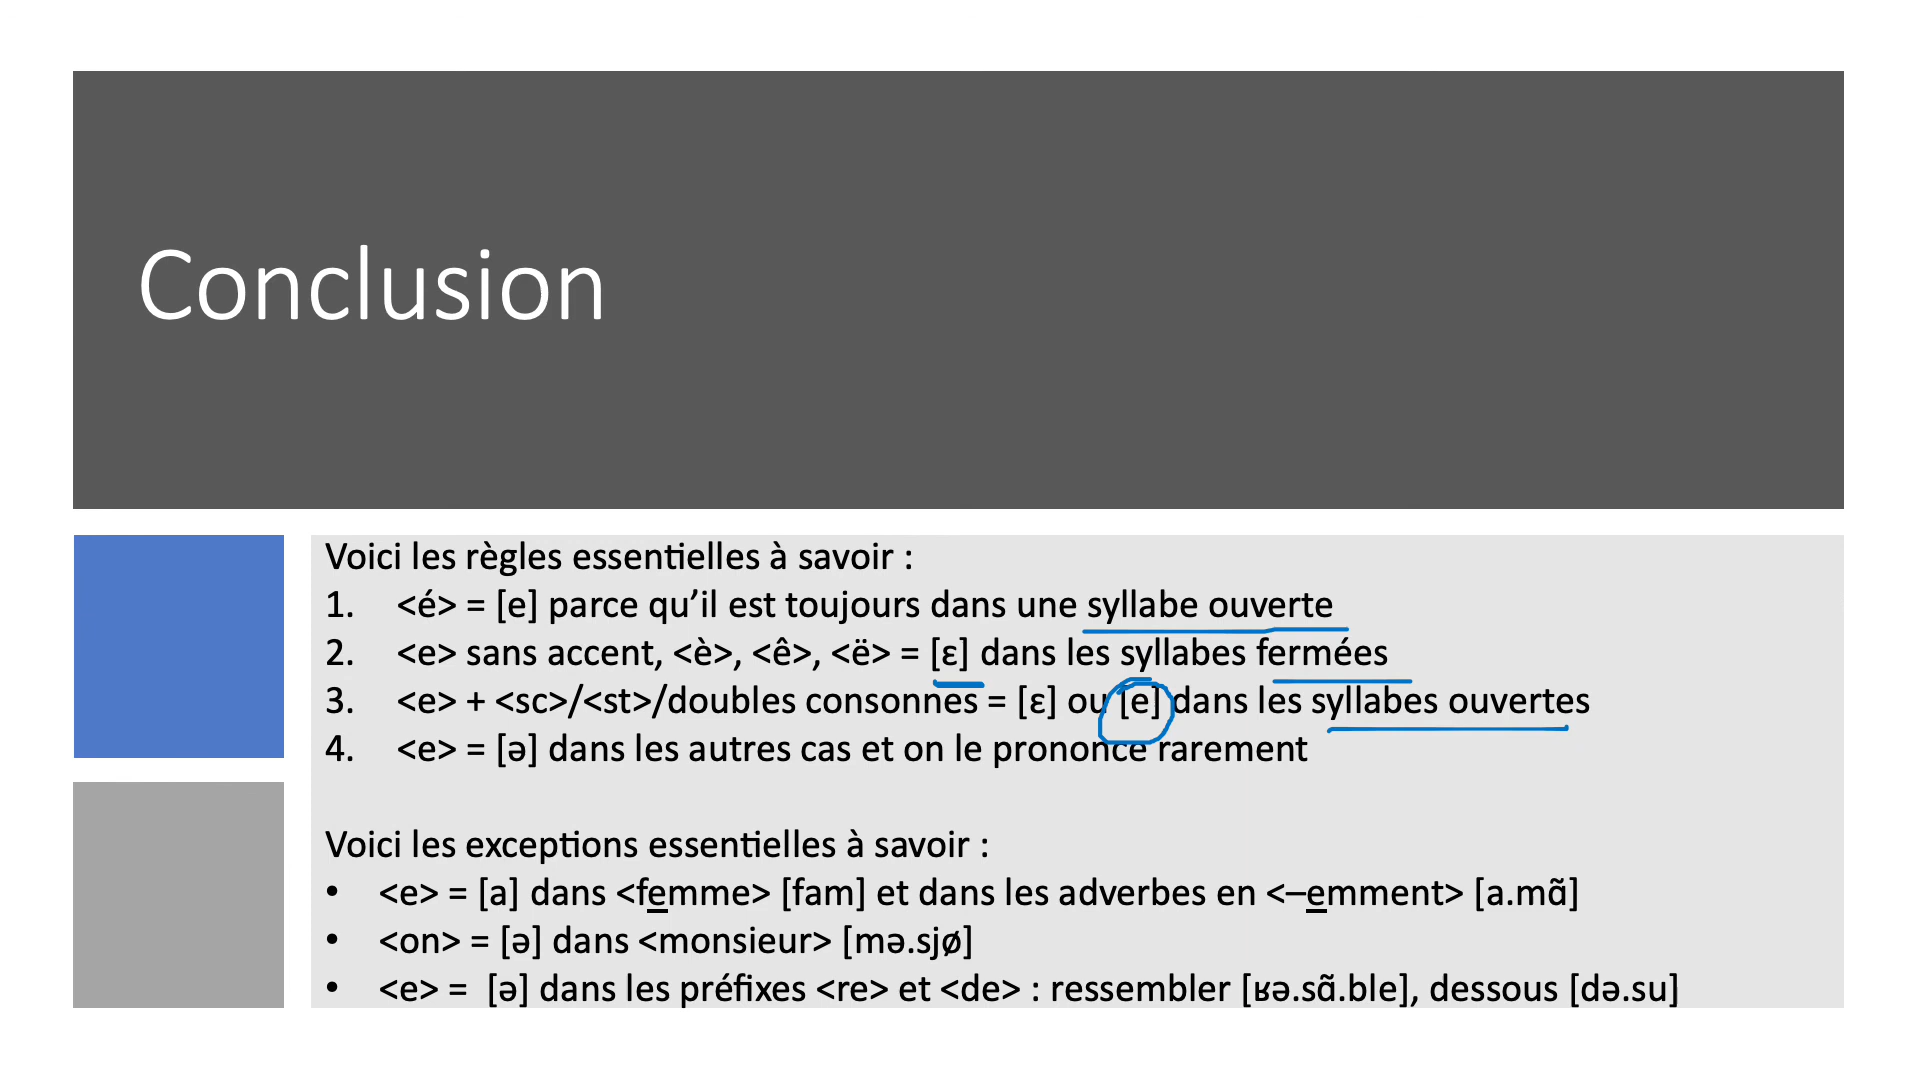 Conclusion
Voici les règles essentielles à savoir :
1. <é> = [e] parce qu’il est toujours dans une syllabe ouverte
2. <e> sans accent, <è>, <ê>, <ë> = [ɛ] dans les syllabes fermées
3. <e> + <sc>/<st>/doubles consonnes = [ɛ] ou [e] dans les syllabes ouvertes
4. <e> = [ə] dans les autres cas et on le prononce rarement
Voici les exceptions essentielles à savoir :
• <e> = [a] dans <femme> [fam] et dans les adverbes en <–emment> [a.mɑ̃]
• <on> = [ə] dans <monsieur> [mə.sjø]
• <e> = [ə] dans les préfixes <re> et <de> : ressembler [ʁə.sɑ̃.ble], dessous [də.su]